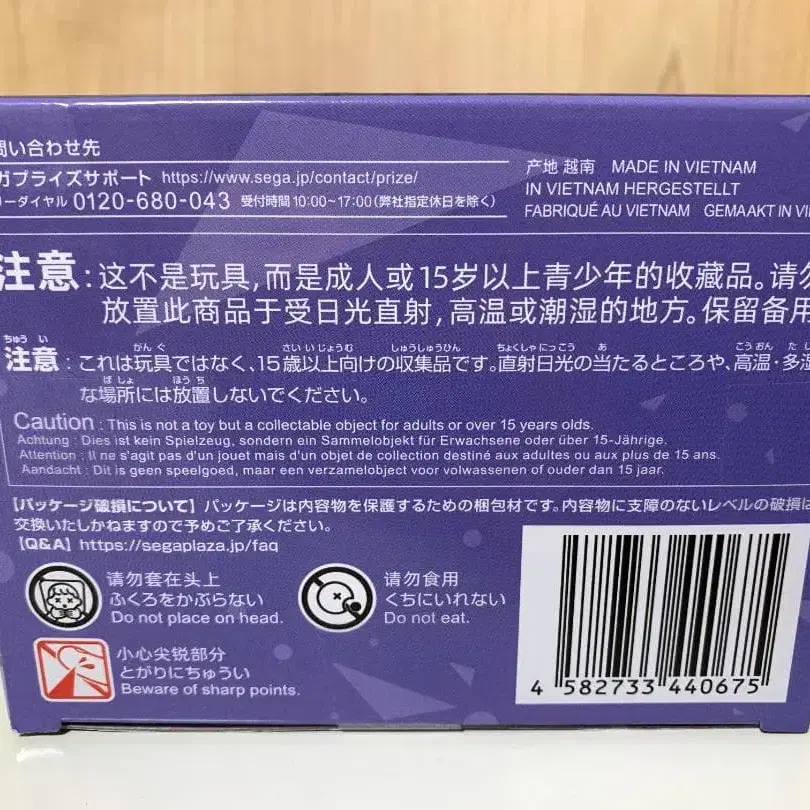 問い合わせ先
ガプライズサポート https://www.sega.jp/contact/prize/
リーダイヤル 0120-680-043 受付時間 10:00~17:00(弊社指定休日を除く)
产地 越南 MADE IN VIETNAM
IN VIETNAM HERGESTELLT
FABRIQUÉ AU VIETNAM GEMAAKT IN VI
注意:这不是玩具,而是成人或15岁以上青少年的收藏品。请勿
放置此商品于受日光直射,高温或潮湿的地方。保留备用
注意:これは玩具ではなく、15歳以上向けの収集品です。直射日光の当たるところや、高温・多湿
な場所には放置しないでください。
Caution : This is not a toy but a collectable object for adults or over 15 years olds.
Achtung : Dies ist kein Spielzeug, sondern ein Sammelobjekt für Erwachsene oder über 15-Jährige.
Attention : Il ne s'agit pas d'un jouet mais d'un objet de collection destiné aux adultes ou aux plus de 15 ans.
Aandacht : Dit is geen speelgoed, maar een verzamelobject voor volwassenen of ouder dan 15 jaar.
【パッケージ破損について】パッケージは内容物を保護するための梱包材です。内容物に支障のないレベルの破損は
交換いたしかねますので予めご了承ください。
【Q&A】https://segaplaza.jp/faq
请勿套在头上
ふくろをかぶらない
Do not place on head.
请勿食用
くちにいれない
Do not eat.
小心尖锐部分
とがりにちゅうい
Beware of sharp points.
4 582733 440675